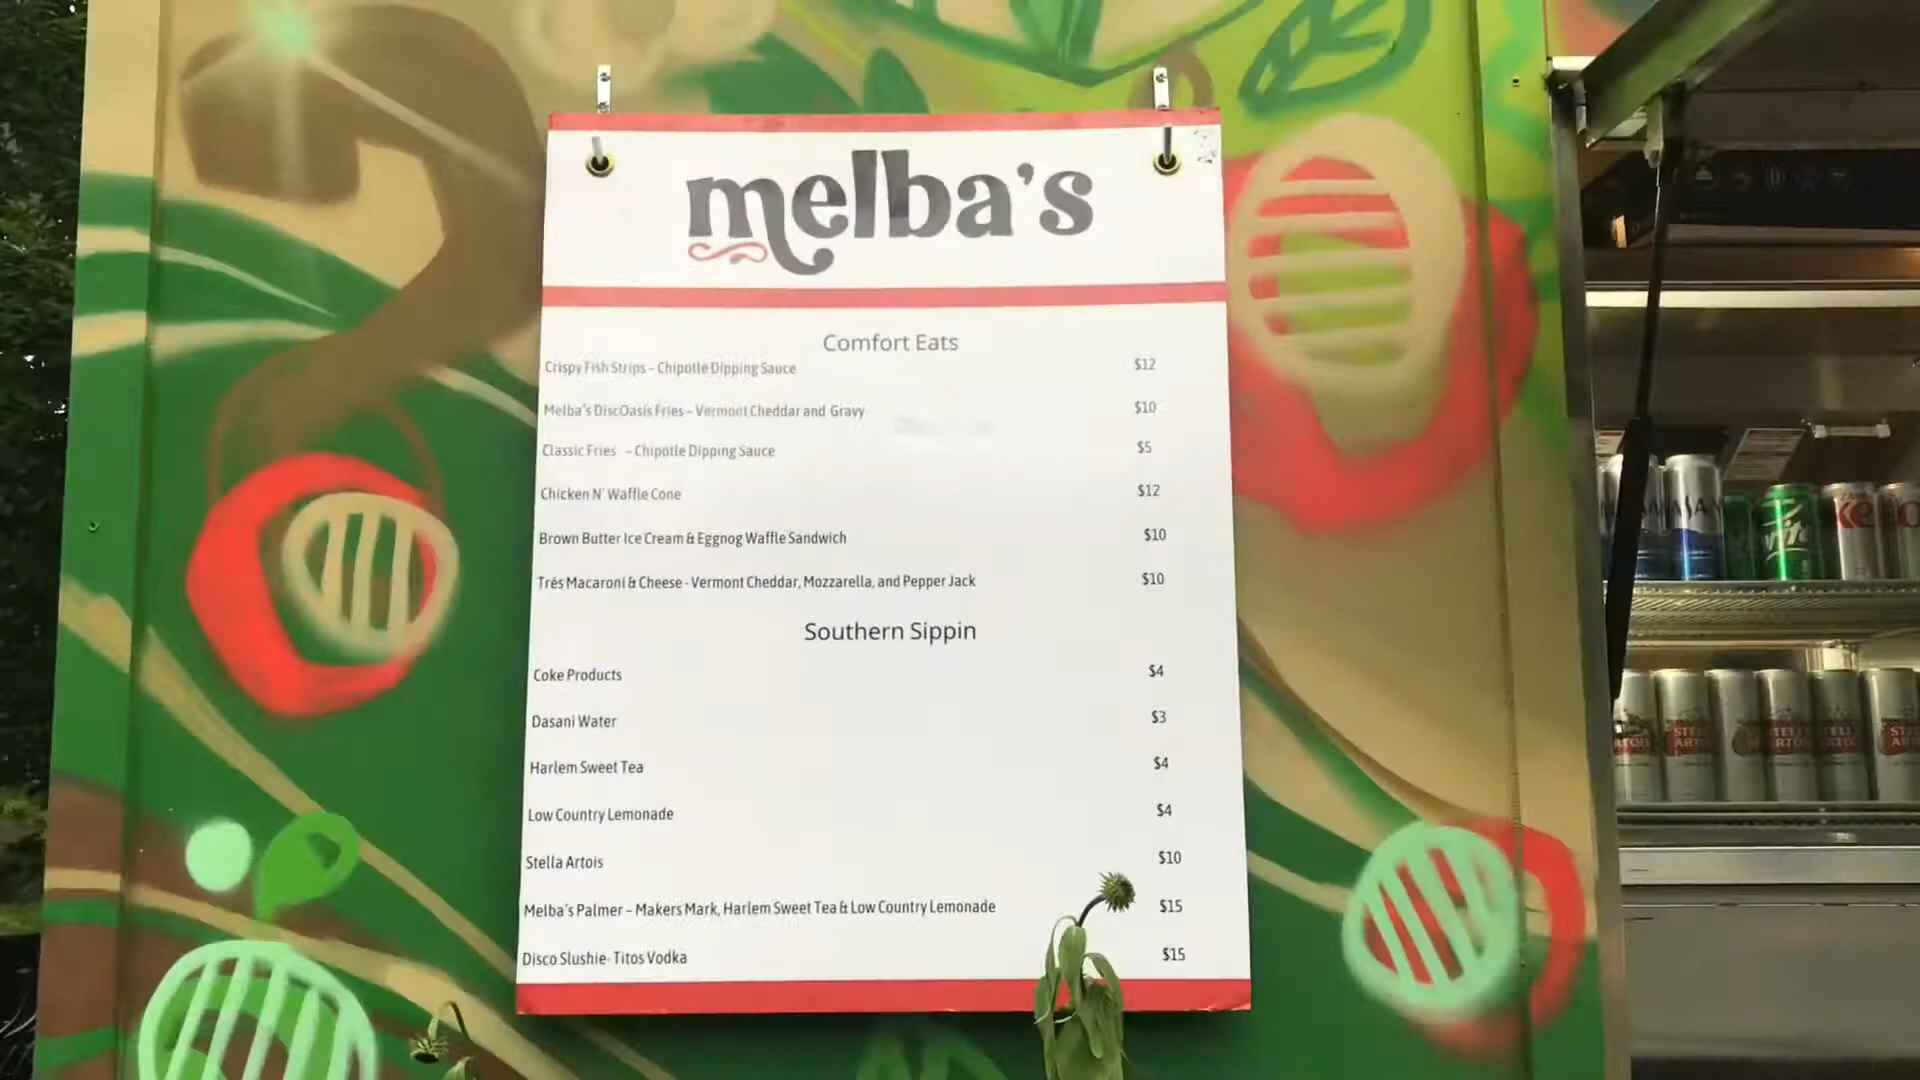 melba's
Comfort Eats
Crispy Fish Strips – Chipotle Dipping Sauce $12
Melba's DiscOasis Fries – Vermont Cheddar and Gravy $10
Classic Fries – Chipotle Dipping Sauce $5
Chicken N' Waffle Cone $12
Brown Butter Ice Cream & Eggnog Waffle Sandwich $10
Trés Macaroni & Cheese - Vermont Cheddar, Mozzarella, and Pepper Jack $10
Southern Sippin
Coke Products $4
Dasani Water $3
Harlem Sweet Tea $4
Low Country Lemonade $4
Stella Artois $10
Melba's Palmer – Makers Mark, Harlem Sweet Tea & Low Country Lemonade $15
Disco Slushie- Titos Vodka $15